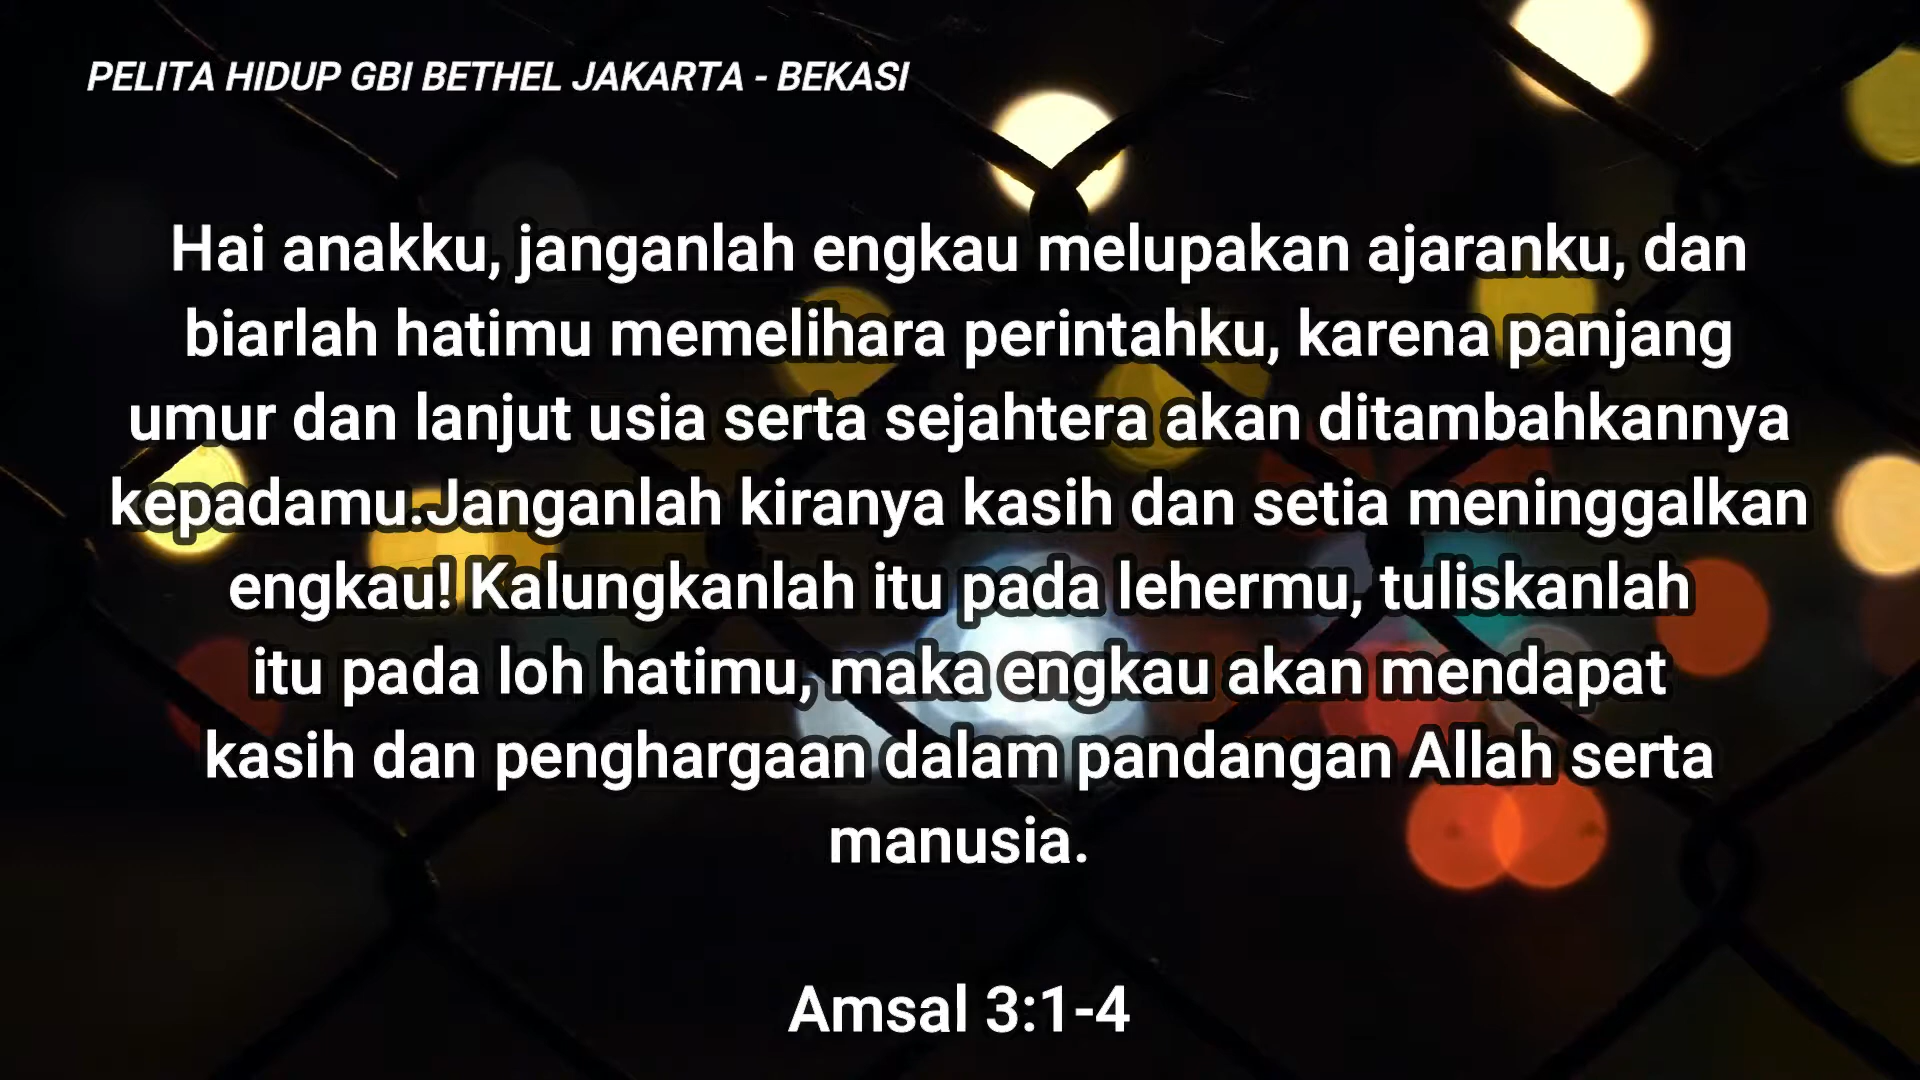 PELITA HIDUP GBI BETHEL JAKARTA - BEKASI
Hai anakku, janganlah engkau melupakan ajaranku, dan
biarlah hatimu memelihara perintahku, karena panjang
umur dan lanjut usia serta sejahtera akan ditambahkannya
kepadamu.Janganlah kiranya kasih dan setia meninggalkan
engkau! Kalungkanlah itu pada lehermu, tuliskanlah
itu pada loh hatimu, maka engkau akan mendapat
kasih dan penghargaan dalam pandangan Allah serta
manusia.
Amsal 3:1-4